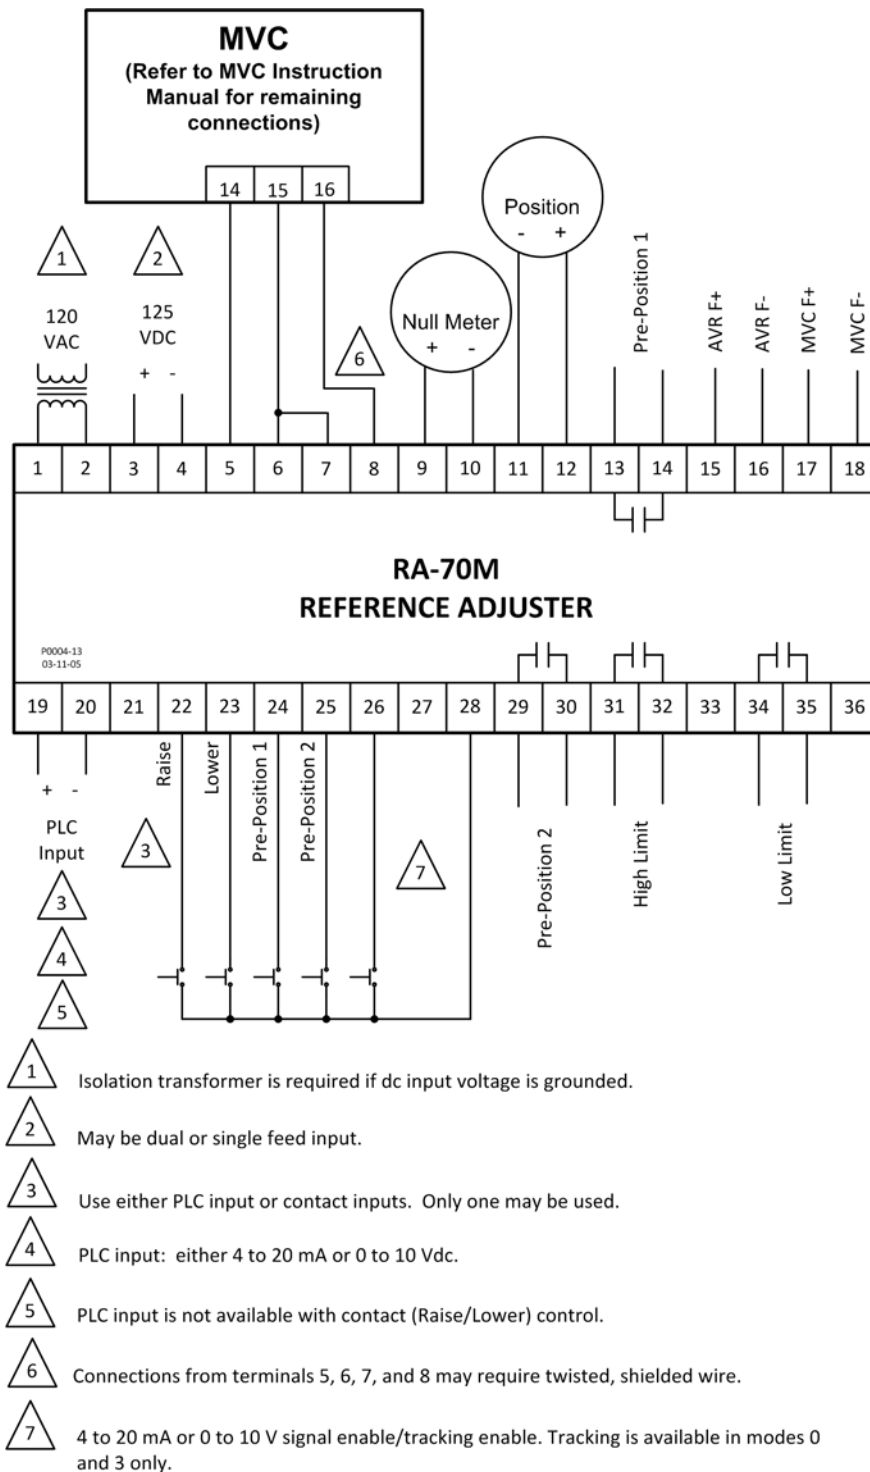 MVC
(Refer to MVC Instruction
Manual for remaining
connections)
14 15 16
1
120
VAC
2
125
VDC
+ -
6
Null Meter
+ -
Position
- +
Pre-Position 1
AVR F+
AVR F-
MVC F+
MVC F-
1 2 3 4 5 6 7 8 9 10 11 12 13 14 15 16 17 18
RA-70M
REFERENCE ADJUSTER
P0004-13
03-11-05
19 20 21 22 23 24 25 26 27 28 29 30 31 32 33 34 35 36
+ -
PLC
Input
3
4
5
3
Raise
Lower
Pre-Position 1
Pre-Position 2
7
Pre-Position 2
High Limit
Low Limit
1 Isolation transformer is required if dc input voltage is grounded.
2 May be dual or single feed input.
3 Use either PLC input or contact inputs. Only one may be used.
4 PLC input: either 4 to 20 mA or 0 to 10 Vdc.
5 PLC input is not available with contact (Raise/Lower) control.
6 Connections from terminals 5, 6, 7, and 8 may require twisted, shielded wire.
7 4 to 20 mA or 0 to 10 V signal enable/tracking enable. Tracking is available in modes 0
and 3 only.